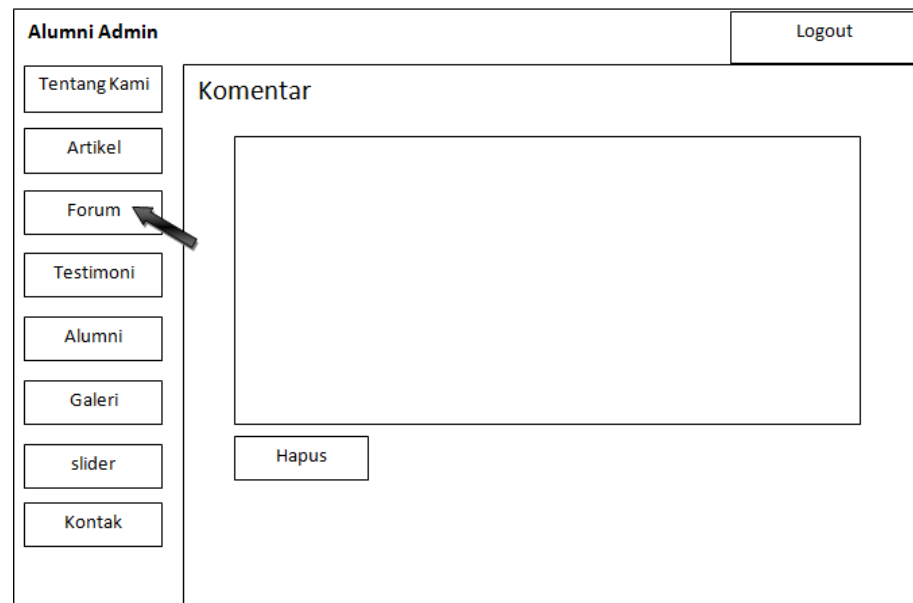 Alumni Admin
Logout
Tentang Kami
Artikel
Forum
Testimoni
Alumni
Galeri
slider
Kontak
Komentar
Hapus